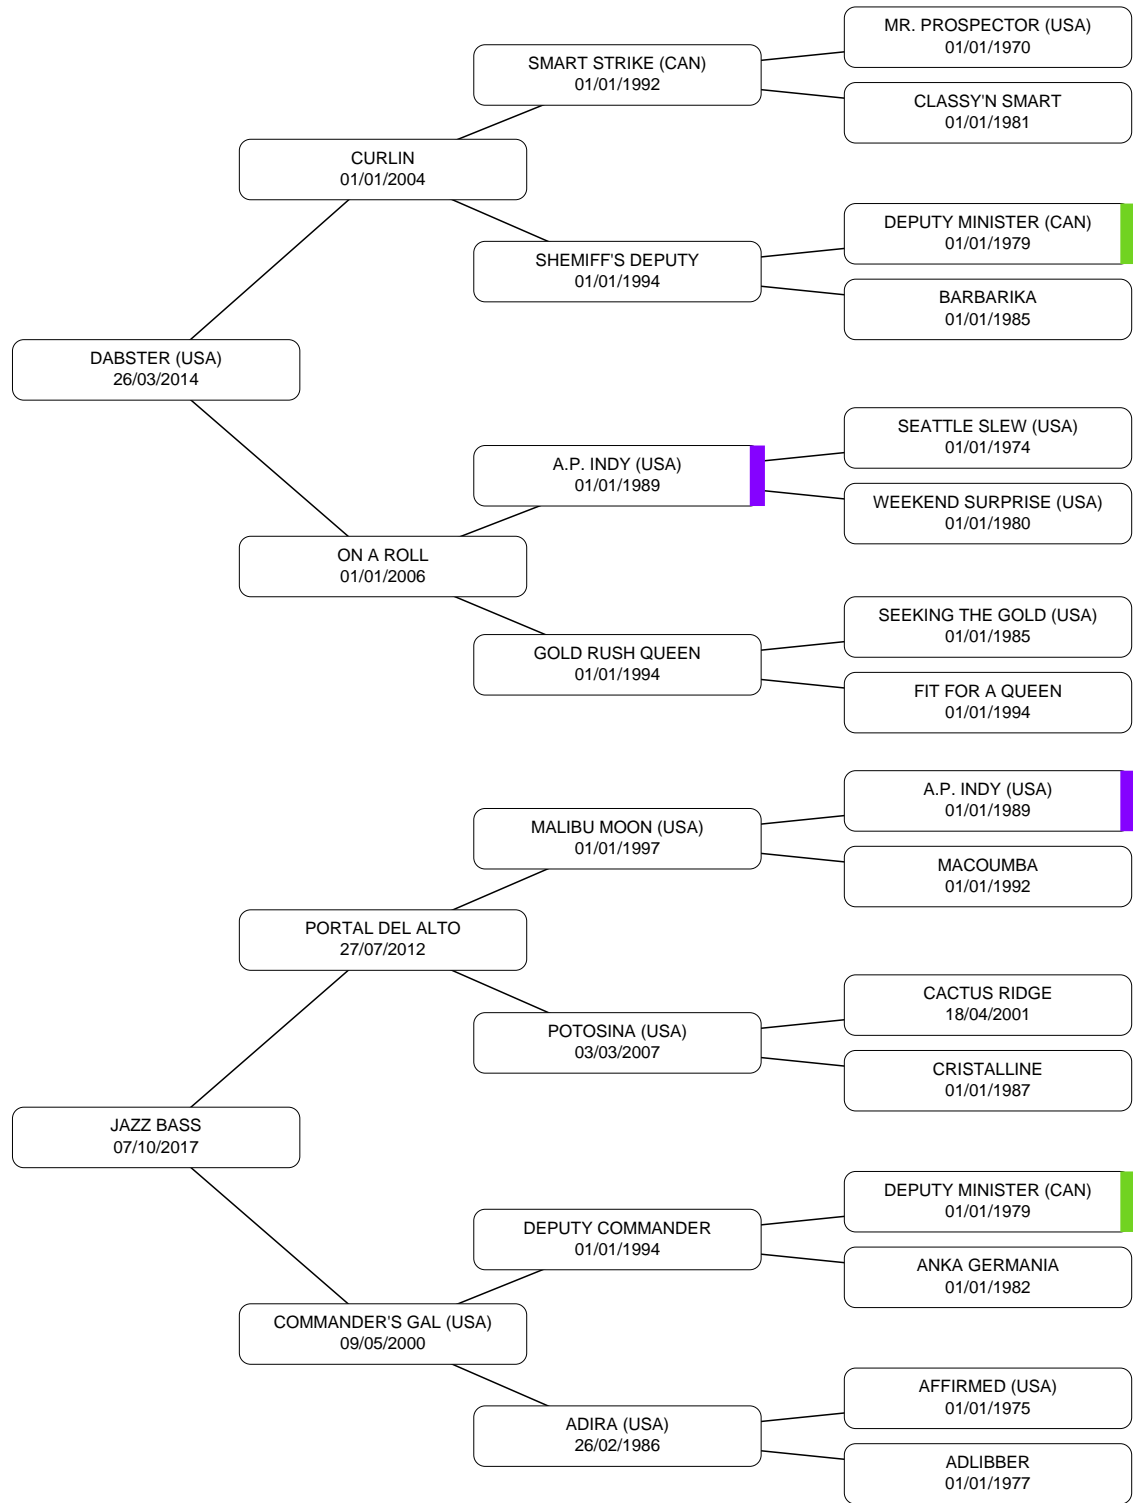 MR. PROSPECTOR (USA)
01/01/1970
SMART STRIKE (CAN)
01/01/1992
CLASSY'N SMART
01/01/1981
CURLIN
01/01/2004
DEPUTY MINISTER (CAN)
01/01/1979
SHEMIFF'S DEPUTY
01/01/1994
BARBARIKA
01/01/1985
DABSTER (USA)
26/03/2014
SEATTLE SLEW (USA)
01/01/1974
A.P. INDY (USA)
01/01/1989
WEEKEND SURPRISE (USA)
01/01/1980
ON A ROLL
01/01/2006
SEEKING THE GOLD (USA)
01/01/1985
GOLD RUSH QUEEN
01/01/1994
FIT FOR A QUEEN
01/01/1994
A.P. INDY (USA)
01/01/1989
MALIBU MOON (USA)
01/01/1997
MACOUMBA
01/01/1992
PORTAL DEL ALTO
27/07/2012
CACTUS RIDGE
18/04/2001
POTOSINA (USA)
03/03/2007
CRISTALLINE
01/01/1987
JAZZ BASS
07/10/2017
DEPUTY MINISTER (CAN)
01/01/1979
DEPUTY COMMANDER
01/01/1994
ANKA GERMANIA
01/01/1982
COMMANDER'S GAL (USA)
09/05/2000
AFFIRMED (USA)
01/01/1975
ADIRA (USA)
26/02/1986
ADLIBBER
01/01/1977